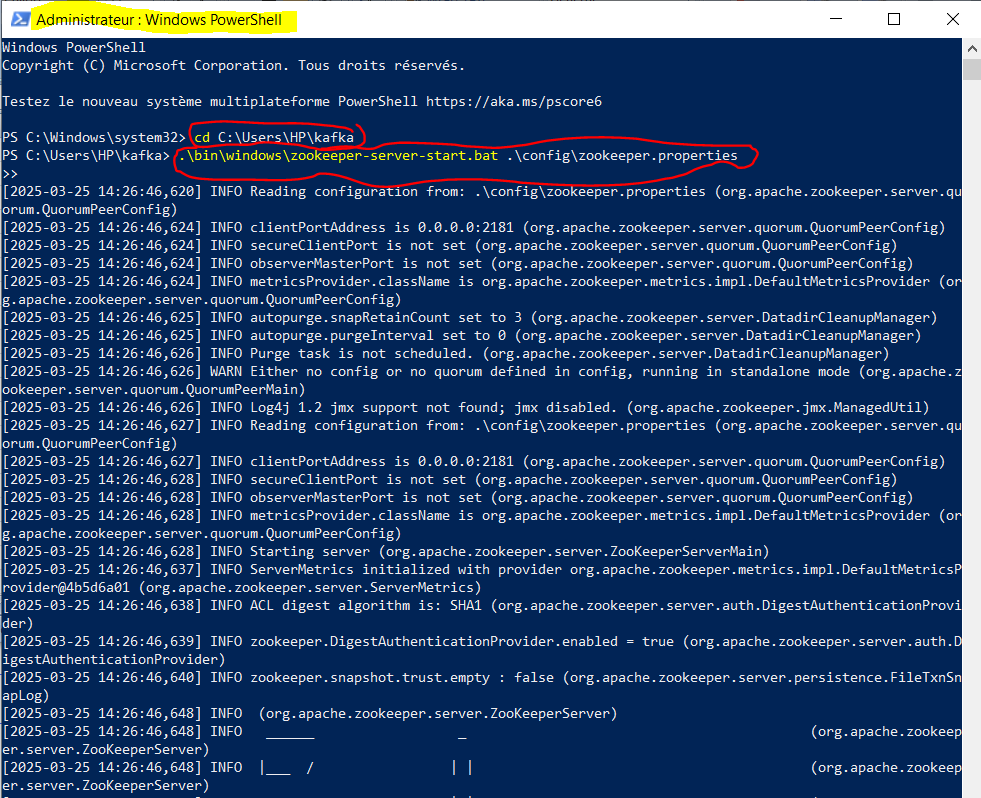 Administrateur : Windows PowerShell
Windows PowerShell
Copyright (C) Microsoft Corporation. Tous droits réservés.
Testez le nouveau système multiplateforme PowerShell https://aka.ms/pscore6
PS C:\Windows\system32> cd C:\Users\HP\kafka
PS C:\Users\HP\kafka> .\bin\windows\zookeeper-server-start.bat .\config\zookeeper.properties
>>
[2025-03-25 14:26:46,620] INFO Reading configuration from: .\config\zookeeper.properties (org.apache.zookeeper.server.qu
orum.QuorumPeerConfig)
[2025-03-25 14:26:46,624] INFO clientPortAddress is 0.0.0.0:2181 (org.apache.zookeeper.server.quorum.QuorumPeerConfig)
[2025-03-25 14:26:46,624] INFO secureClientPort is not set (org.apache.zookeeper.server.quorum.QuorumPeerConfig)
[2025-03-25 14:26:46,624] INFO observerMasterPort is not set (org.apache.zookeeper.server.quorum.QuorumPeerConfig)
[2025-03-25 14:26:46,624] INFO metricsProvider.className is org.apache.zookeeper.metrics.impl.DefaultMetricsProvider (or
g.apache.zookeeper.server.quorum.QuorumPeerConfig)
[2025-03-25 14:26:46,625] INFO autopurge.snapRetainCount set to 3 (org.apache.zookeeper.server.DatadirCleanupManager)
[2025-03-25 14:26:46,625] INFO autopurge.purgeInterval set to 0 (org.apache.zookeeper.server.DatadirCleanupManager)
[2025-03-25 14:26:46,626] INFO Purge task is not scheduled. (org.apache.zookeeper.server.DatadirCleanupManager)
[2025-03-25 14:26:46,626] WARN Either no config or no quorum defined in config, running in standalone mode (org.apache.z
ookeeper.server.quorum.QuorumPeerMain)
[2025-03-25 14:26:46,626] INFO Log4j 1.2 jmx support not found; jmx disabled. (org.apache.zookeeper.jmx.ManagedUtil)
[2025-03-25 14:26:46,627] INFO Reading configuration from: .\config\zookeeper.properties (org.apache.zookeeper.server.qu
orum.QuorumPeerConfig)
[2025-03-25 14:26:46,627] INFO clientPortAddress is 0.0.0.0:2181 (org.apache.zookeeper.server.quorum.QuorumPeerConfig)
[2025-03-25 14:26:46,628] INFO secureClientPort is not set (org.apache.zookeeper.server.quorum.QuorumPeerConfig)
[2025-03-25 14:26:46,628] INFO observerMasterPort is not set (org.apache.zookeeper.server.quorum.QuorumPeerConfig)
[2025-03-25 14:26:46,628] INFO metricsProvider.className is org.apache.zookeeper.metrics.impl.DefaultMetricsProvider (or
g.apache.zookeeper.server.quorum.QuorumPeerConfig)
[2025-03-25 14:26:46,628] INFO Starting server (org.apache.zookeeper.server.ZooKeeperServerMain)
[2025-03-25 14:26:46,637] INFO ServerMetrics initialized with provider org.apache.zookeeper.metrics.impl.DefaultMetricsP
rovider@4b5d6a01 (org.apache.zookeeper.server.ServerMetrics)
[2025-03-25 14:26:46,638] INFO ACL digest algorithm is: SHA1 (org.apache.zookeeper.server.auth.DigestAuthenticationProvi
der)
[2025-03-25 14:26:46,639] INFO zookeeper.DigestAuthenticationProvider.enabled = true (org.apache.zookeeper.server.auth.D
igestAuthenticationProvider)
[2025-03-25 14:26:46,640] INFO zookeeper.snapshot.trust.empty : false (org.apache.zookeeper.server.persistence.FileTxnSn
apLog)
[2025-03-25 14:26:46,648] INFO  (org.apache.zookeeper.server.ZooKeeperServer)
[2025-03-25 14:26:46,648] INFO   ______                  _                                          (org.apache.zookeep
er.server.ZooKeeperServer)
[2025-03-25 14:26:46,648] INFO  |___  /                 | |                                         (org.apache.zookeep
er.server.ZooKeeperServer)